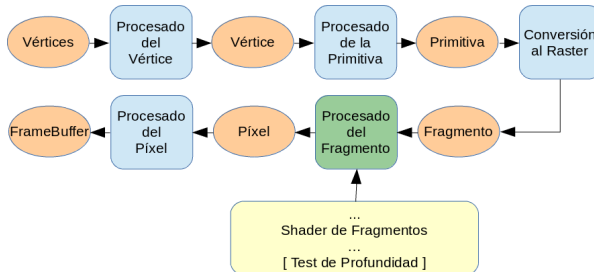 Vértices
Procesado
del
Vértice
Vértice
Procesado
de la
Primitiva
Primitiva
Conversión
al Raster
FrameBuffer
Procesado
del
Píxel
Píxel
Procesado
del
Fragmento
Fragmento
...
Shader de Fragmentos
...
[ Test de Profundidad ]